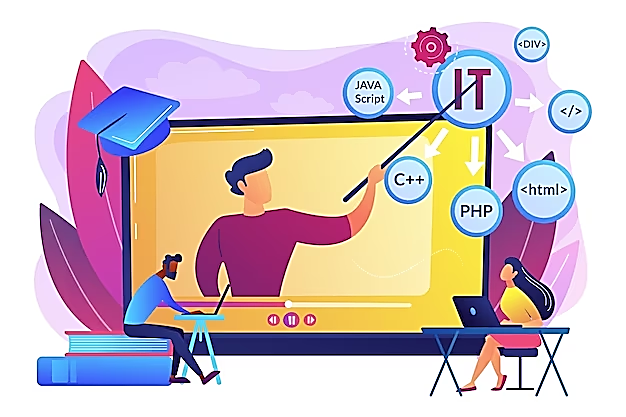 <DIV>
IT
JAVA
Script
</>
C++
<html>
PHP